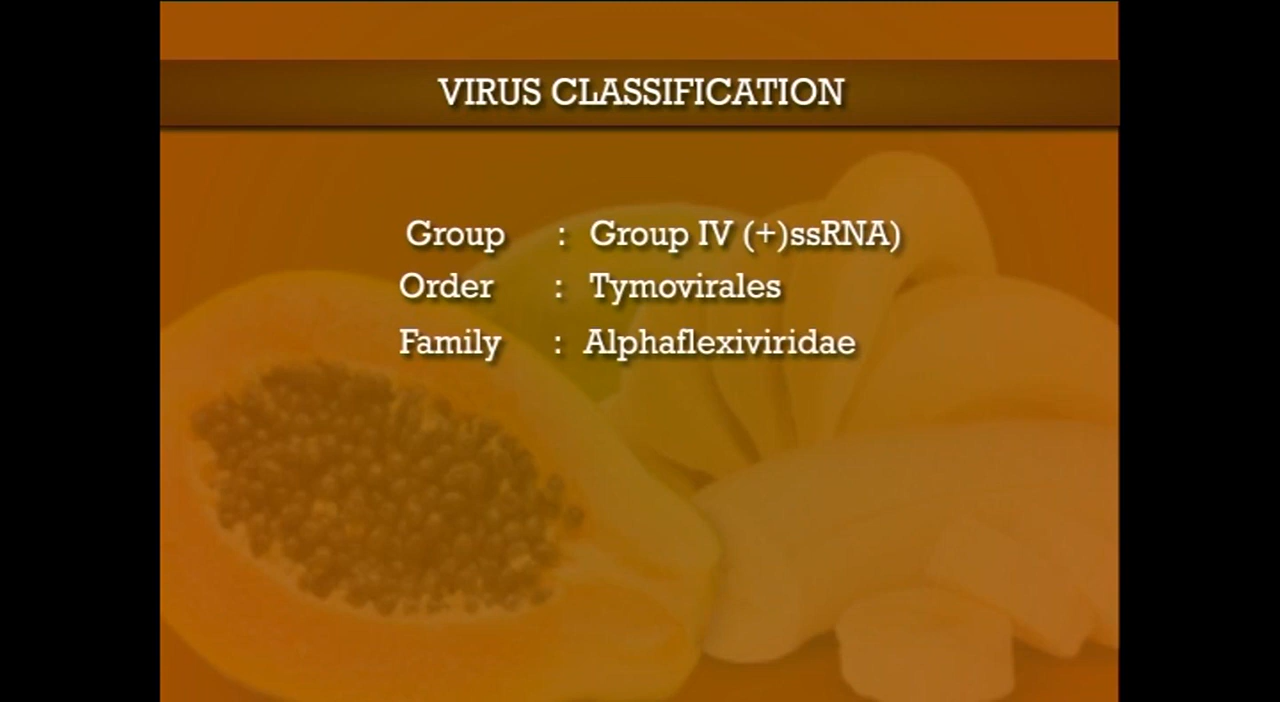 VIRUS CLASSIFICATION
Group : Group IV (+)ssRNA)
Order : Tymovirales
Family : Alphaflexiviridae